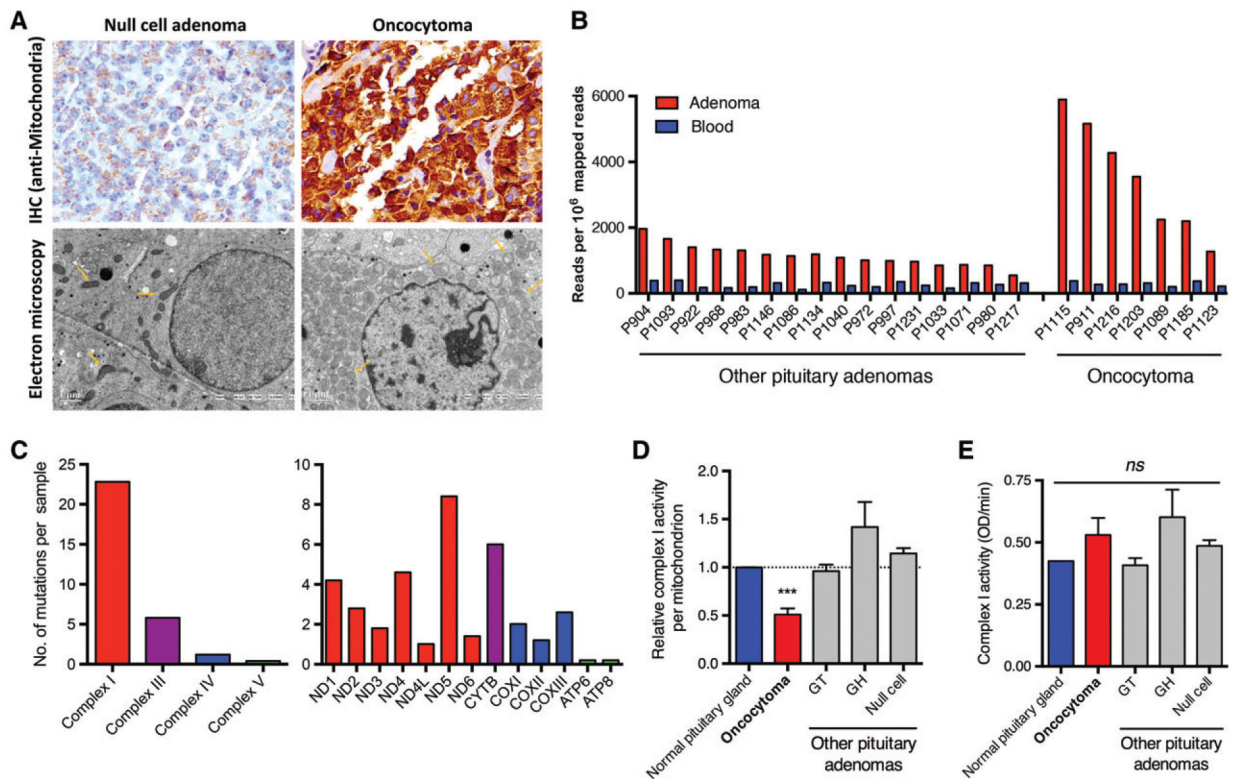 A
Null cell adenoma
Oncocytoma
IHC (anti-Mitochondria)
Electron microscopy
B
Reads per 10⁶ mapped reads
6000
4000
2000
0
Adenoma
Blood
P904
P1093
P922
P968
P983
P1146
P1086
P1134
P1040
P972
P997
P1231
P1033
P1071
P980
P1217
P1115
P911
P1216
P1203
P1089
P1185
P1123
Other pituitary adenomas
Oncocytoma
C
No. of mutations per sample
25
20
15
10
5
0
Complex I
Complex III
Complex IV
Complex V
10
8
6
4
2
0
ND1
ND2
ND3
ND4
ND4L
ND5
ND6
CYTB
COXI
COXII
COXIII
ATP6
ATP8
D
Relative complex I activity
per mitochondrion
2.0
1.5
1.0
0.5
0.0
***
Normal pituitary gland
Oncocytoma
GT
GH
Null cell
Other pituitary
adenomas
E
Complex I activity (OD/min)
0.75
0.50
0.25
0.00
ns
Normal pituitary gland
Oncocytoma
GT
GH
Null cell
Other pituitary
adenomas